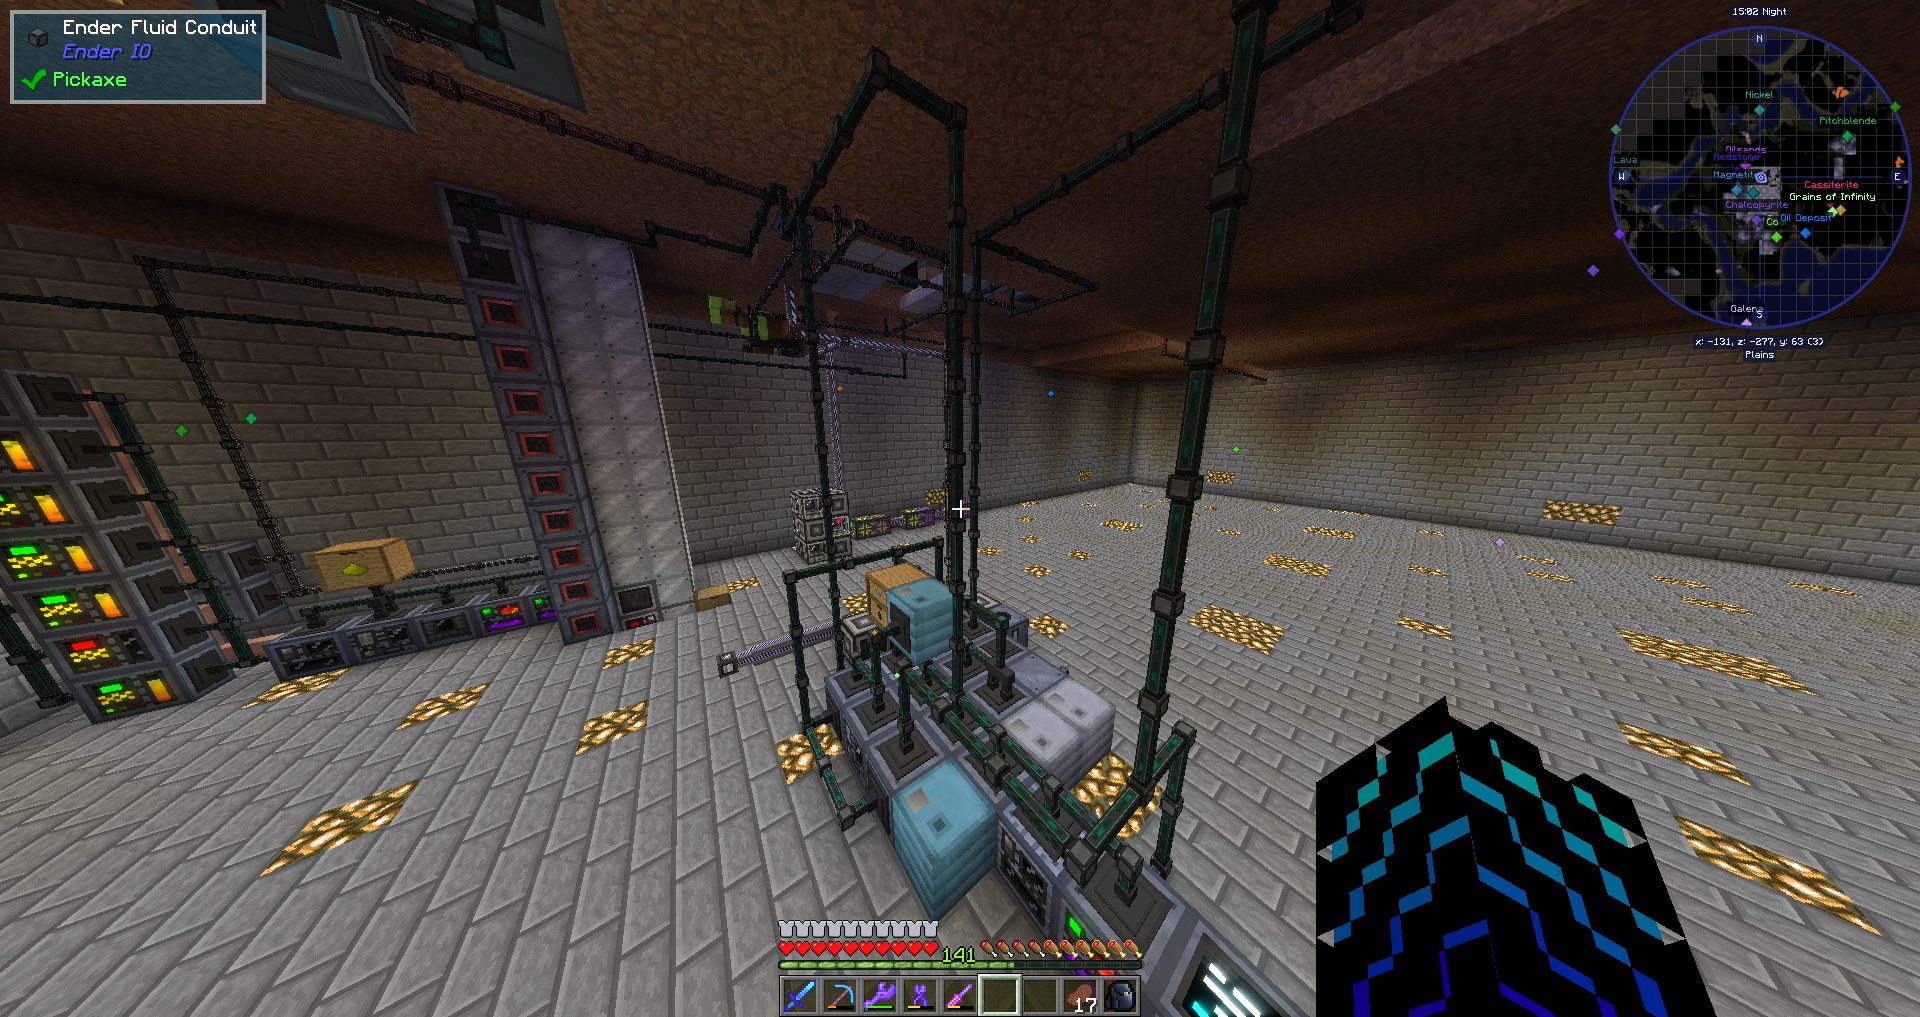 Ender Fluid Conduit
Ender IO
Pickaxe
15:02 Night
N
Nickel
Pitchblende
Oilsands
Redstone
Lava
W
Magnetite
E
Cassiterite
Grains of Infinity
Chalcopyrite
Oil Deposit
Galena
S
x: -131, z: -277, y: 63 (3)
Plains
141
17